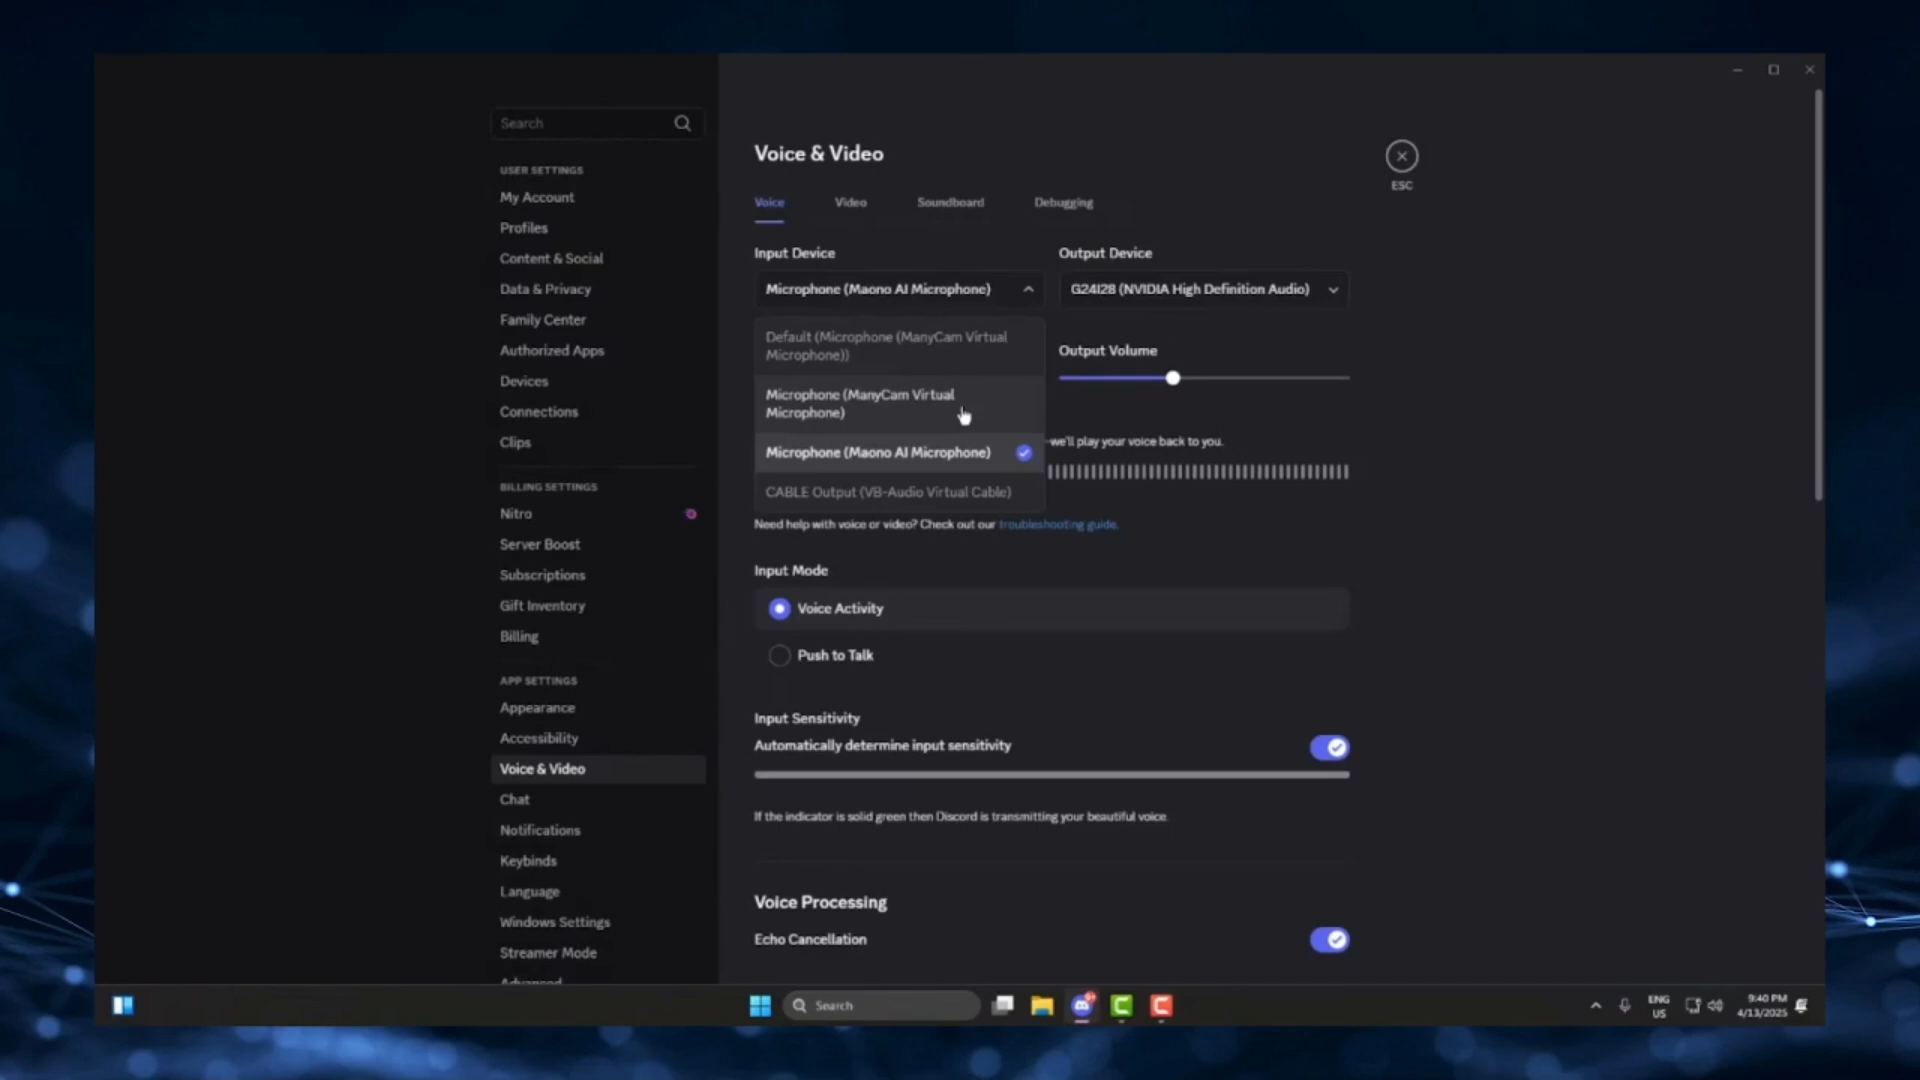 Search
USER SETTINGS
My Account
Profiles
Content & Social
Data & Privacy
Family Center
Authorized Apps
Devices
Connections
Clips
BILLING SETTINGS
Nitro
Server Boost
Subscriptions
Gift Inventory
Billing
APP SETTINGS
Appearance
Accessibility
Voice & Video
Chat
Notifications
Keybinds
Language
Windows Settings
Streamer Mode
Advanced
Voice & Video
ESC
Voice Video Soundboard Debugging
Input Device
Microphone (Maono AI Microphone)
Default (Microphone (ManyCam Virtual
Microphone))
Microphone (ManyCam Virtual
Microphone)
Microphone (Maono AI Microphone)
CABLE Output (VB-Audio Virtual Cable)
Output Device
G24I28 (NVIDIA High Definition Audio)
Output Volume
we'll play your voice back to you.
Need help with voice or video? Check out our troubleshooting guide.
Input Mode
Voice Activity
Push to Talk
Input Sensitivity
Automatically determine input sensitivity
If the indicator is solid green then Discord is transmitting your beautiful voice.
Voice Processing
Echo Cancellation
Search
ENG
US
9:40 PM
4/13/2025